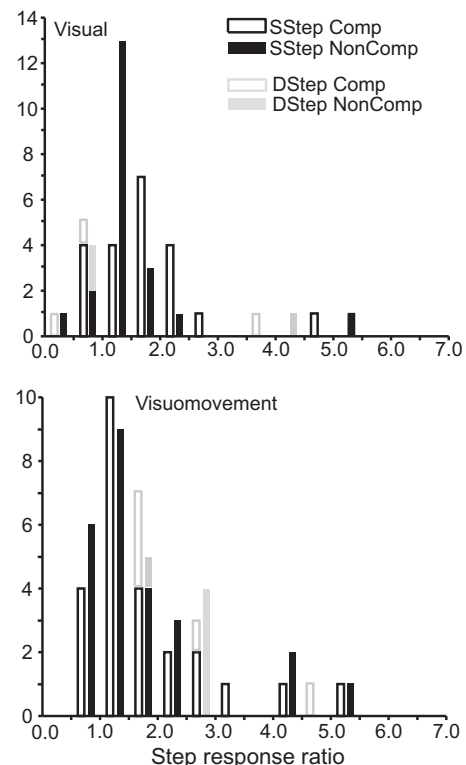 14
Visual
SStep Comp
SStep NonComp
DStep Comp
DStep NonComp
12
10
8
6
4
2
0
0.0 1.0 2.0 3.0 4.0 5.0 6.0 7.0
10
Visuomovement
8
6
4
2
0
0.0 1.0 2.0 3.0 4.0 5.0 6.0 7.0
Step response ratio